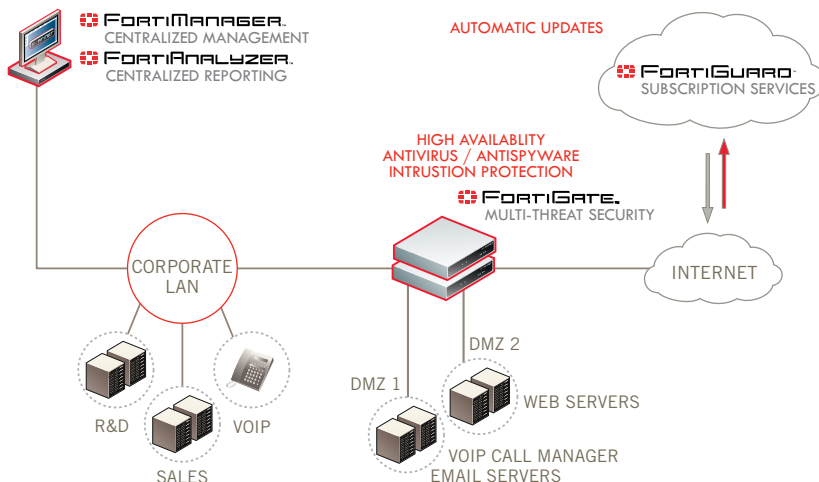 FORTIMANAGER.
CENTRALIZED MANAGEMENT
FORTIANALYZER.
CENTRALIZED REPORTING
AUTOMATIC UPDATES
FORTIGUARD
SUBSCRIPTION SERVICES
HIGH AVAILABLITY
ANTIVIRUS / ANTISPYWARE
INTRUSTION PROTECTION
FORTIGATE.
MULTI-THREAT SECURITY
CORPORATE
LAN
INTERNET
DMZ 2
DMZ 1
WEB SERVERS
R&D
VOIP
SALES
VOIP CALL MANAGER
EMAIL SERVERS